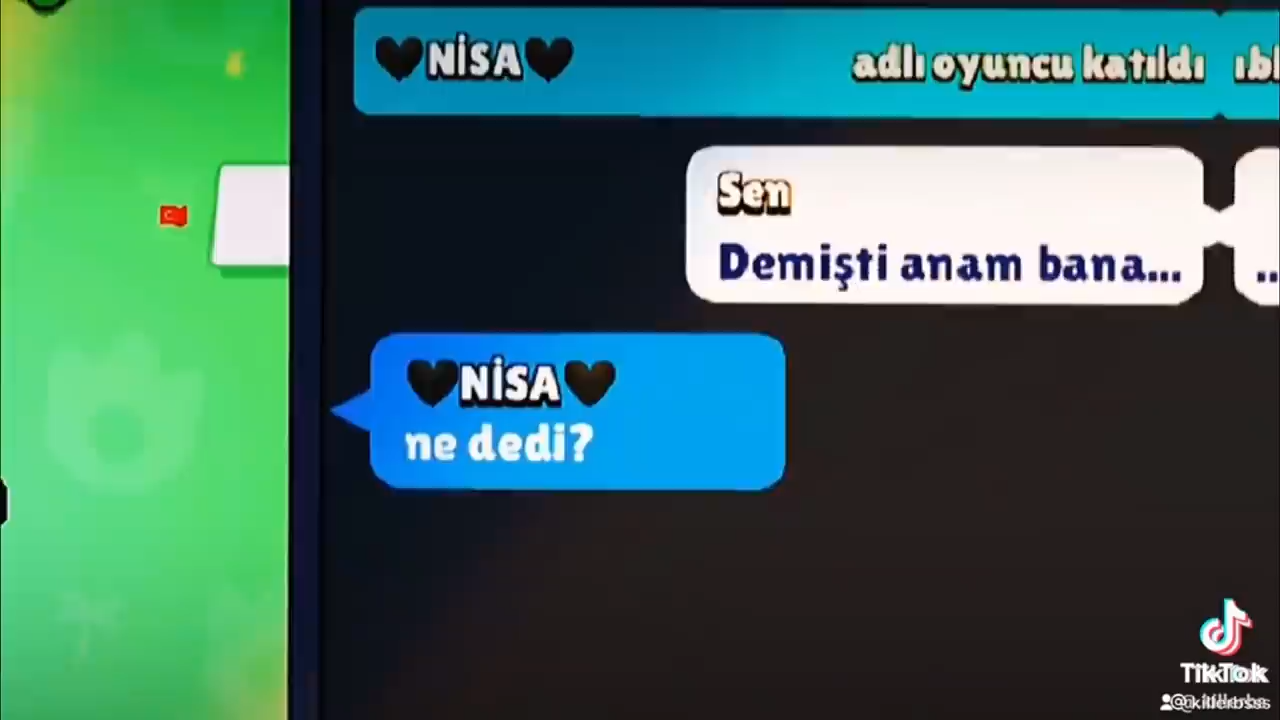 🖤NİSA🖤 adlı oyuncu katıldı
Sen
Demişti anam bana...
🖤NİSA🖤
ne dedi?
TikTok